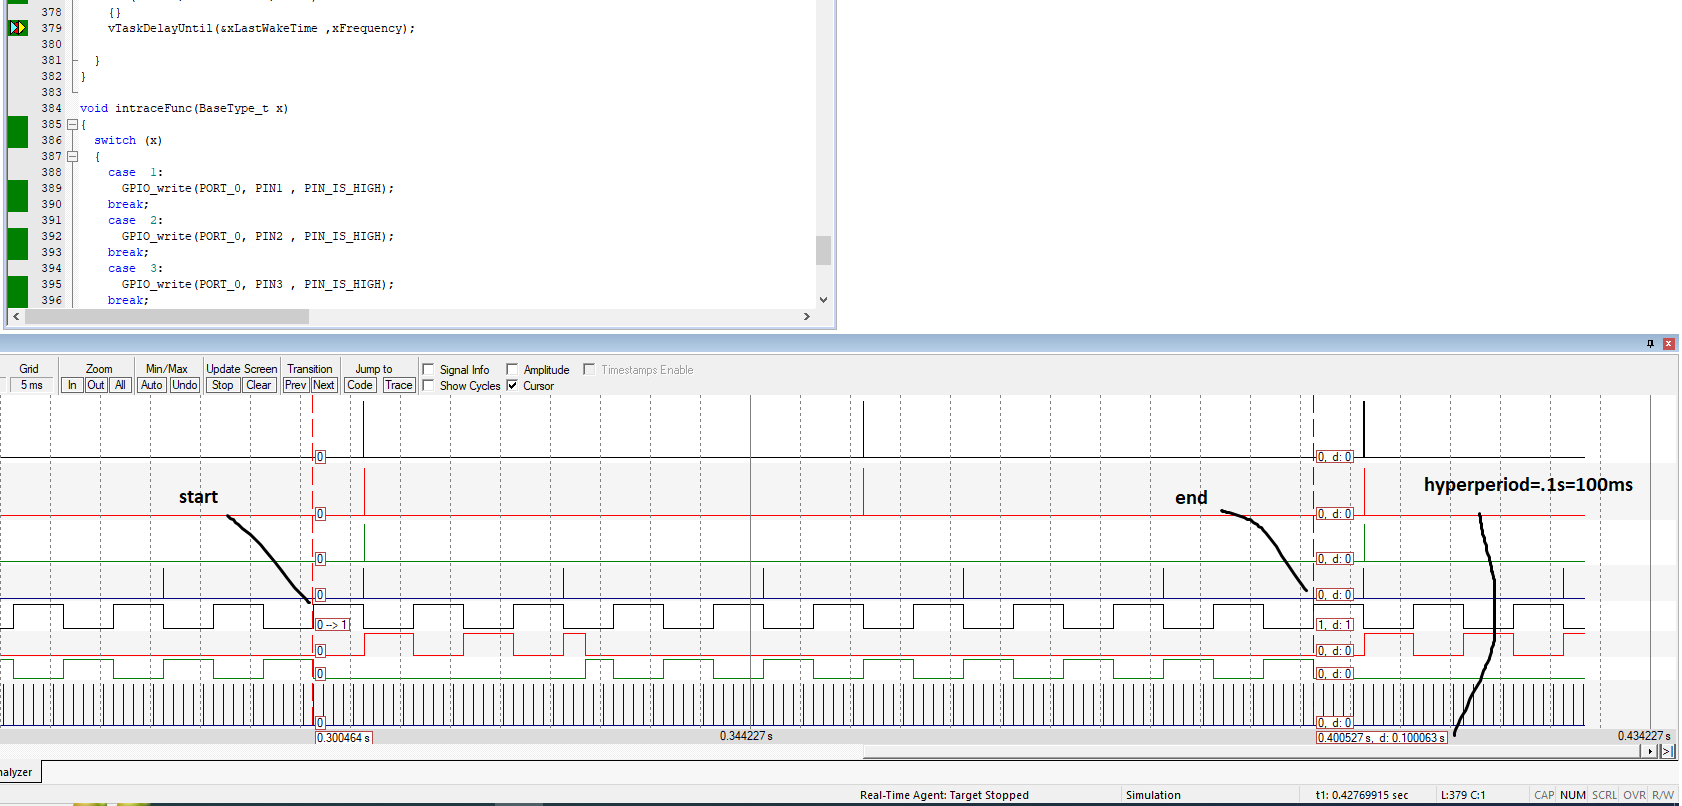 378 {}
379 vTaskDelayUntil(&xLastWakeTime ,xFrequency);
380
381 }
382 }
383
384 void intraceFunc(BaseType_t x)
385 {
386 switch (x)
387 {
388 case 1:
389 GPIO_write(PORT_0, PIN1 , PIN_IS_HIGH);
390 break;
391 case 2:
392 GPIO_write(PORT_0, PIN2 , PIN_IS_HIGH);
393 break;
394 case 3:
395 GPIO_write(PORT_0, PIN3 , PIN_IS_HIGH);
396 break;
Grid Zoom Min/Max Update Screen Transition Jump to Signal Info Amplitude Timestamps Enable
5 ms In Out All Auto Undo Stop Clear Prev Next Code Trace Show Cycles Cursor
0 0, d: 0
start end hyperperiod=.1s=100ms
0 0, d: 0
0 0, d: 0
0 0, d: 0
0 --> 1 1, d: 1
0 0, d: 0
0 0, d: 0
0 0, d: 0
0.300464 s 0.344227 s 0.400527 s, d: 0.100063 s 0.434227 s
nalyzer
Real-Time Agent: Target Stopped Simulation t1: 0.42769915 sec L:379 C:1 CAP NUM SCRL OVR R/W